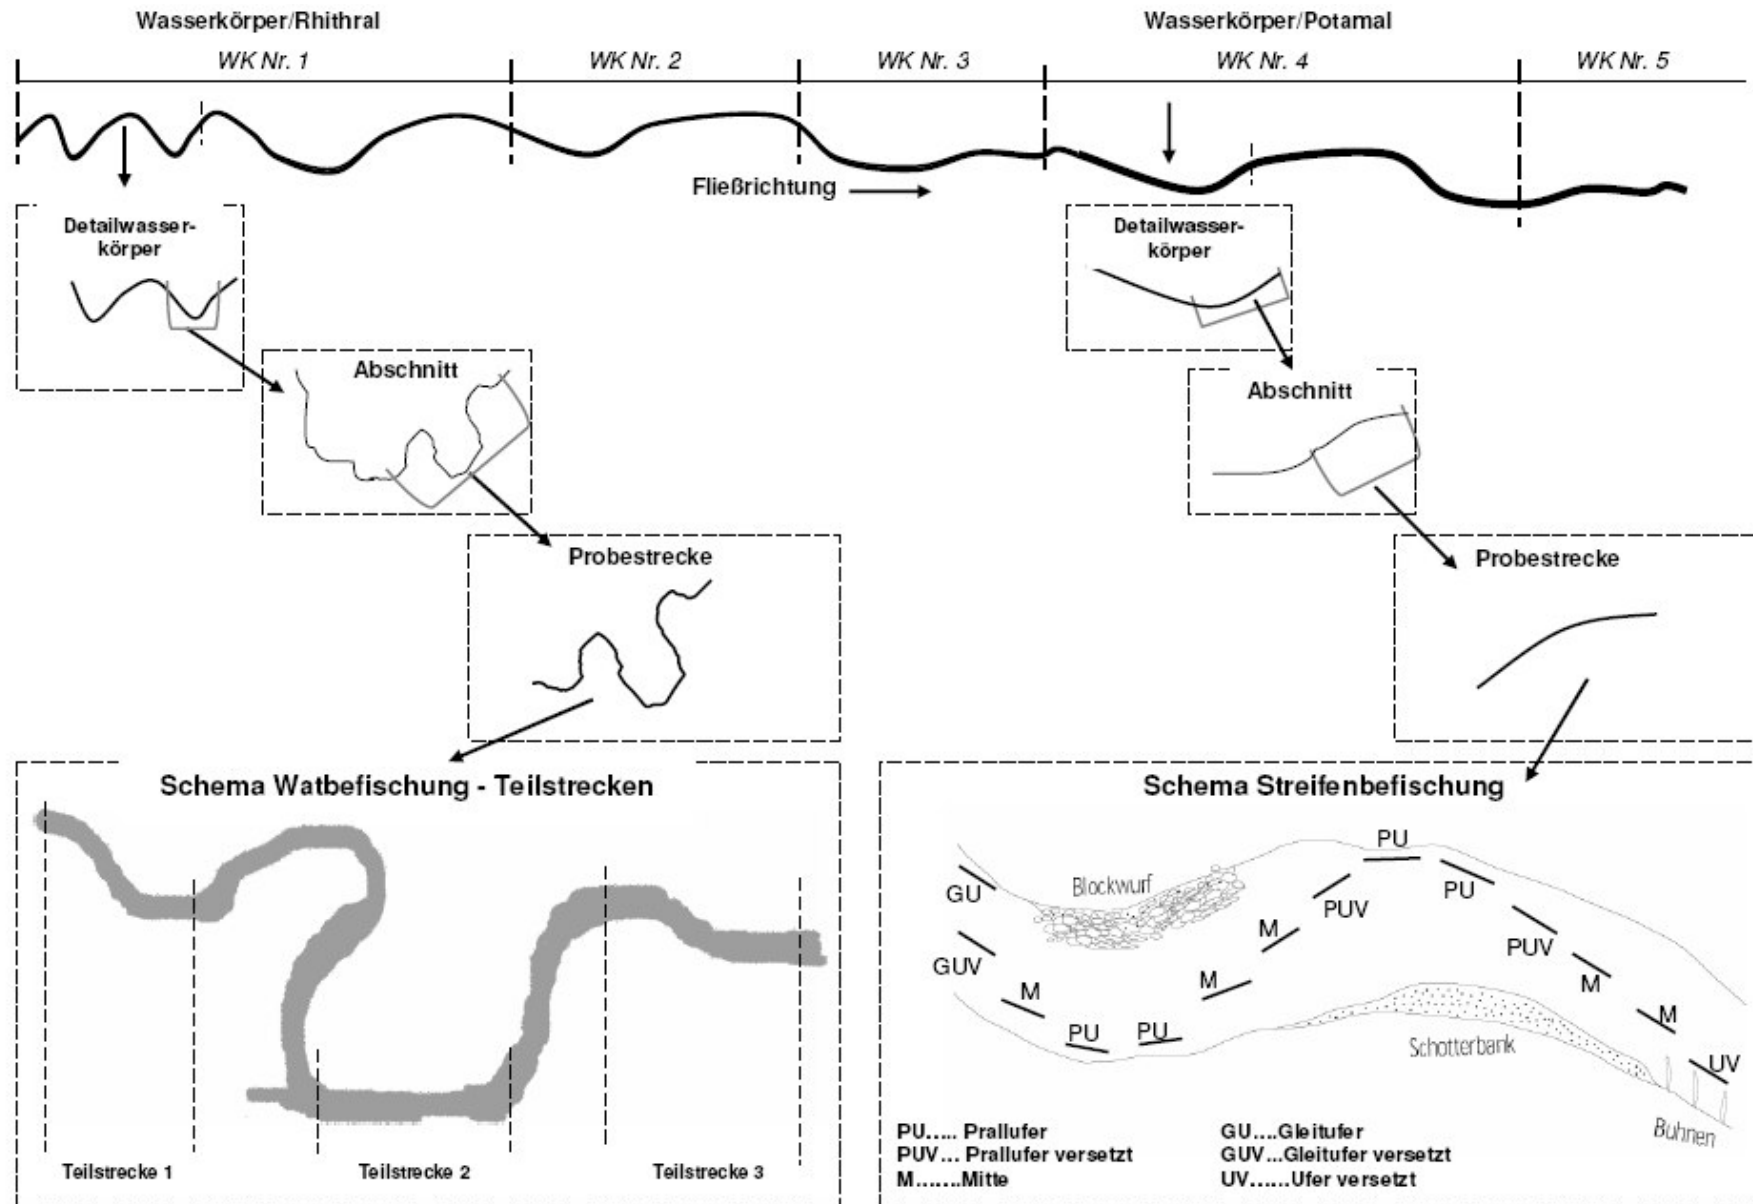 Wasserkörper/Rhithral
Wasserkörper/Potamal
WK Nr. 1
WK Nr. 2
WK Nr. 3
WK Nr. 4
WK Nr. 5
Fließrichtung
Detailwasser-
körper
Detailwasser-
körper
Abschnitt
Abschnitt
Probestrecke
Probestrecke
Schema Watbefischung - Teilstrecken
Teilstrecke 1
Teilstrecke 2
Teilstrecke 3
Schema Streifenbefischung
PU
GU
Blockwurf
PU
PUV
M
PUV
GUV
M
M
M
M
PU
PU
Schotterbank
UV
Buhnen
PU..... Prallufer
PUV... Prallufer versetzt
M.......Mitte
GU....Gleitufer
GUV...Gleitufer versetzt
UV......Ufer versetzt